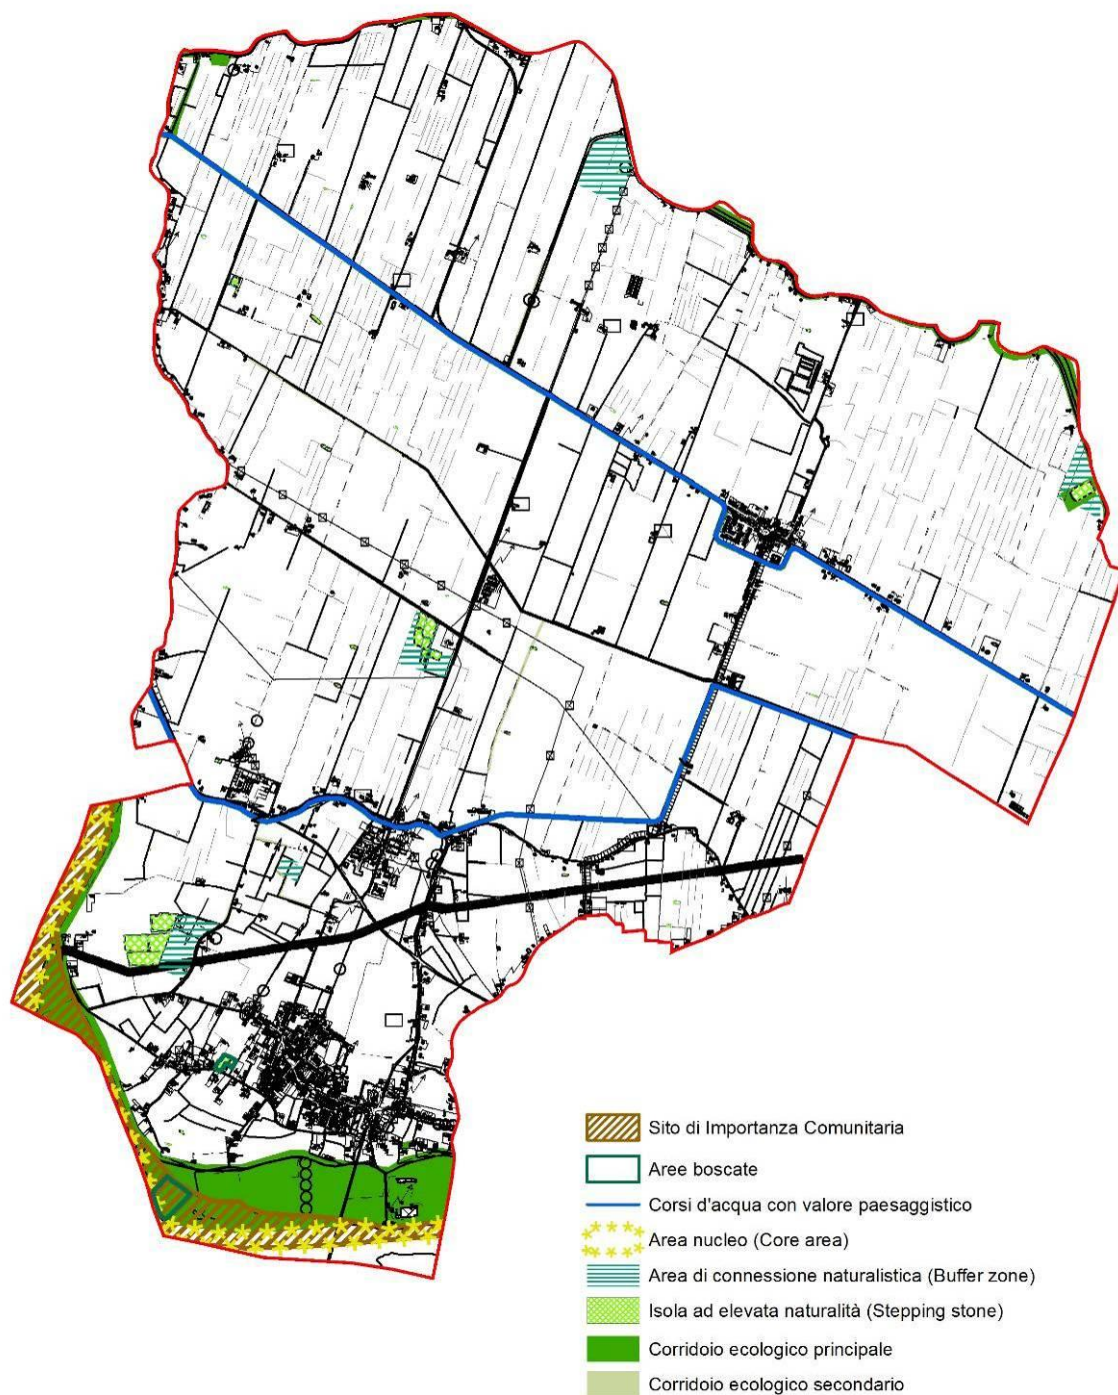 Sito di Importanza Comunitaria
Aree boscate
Corsi d'acqua con valore paesaggistico
Area nucleo (Core area)
Area di connessione naturalistica (Buffer zone)
Isola ad elevata naturalità (Stepping stone)
Corridoio ecologico principale
Corridoio ecologico secondario